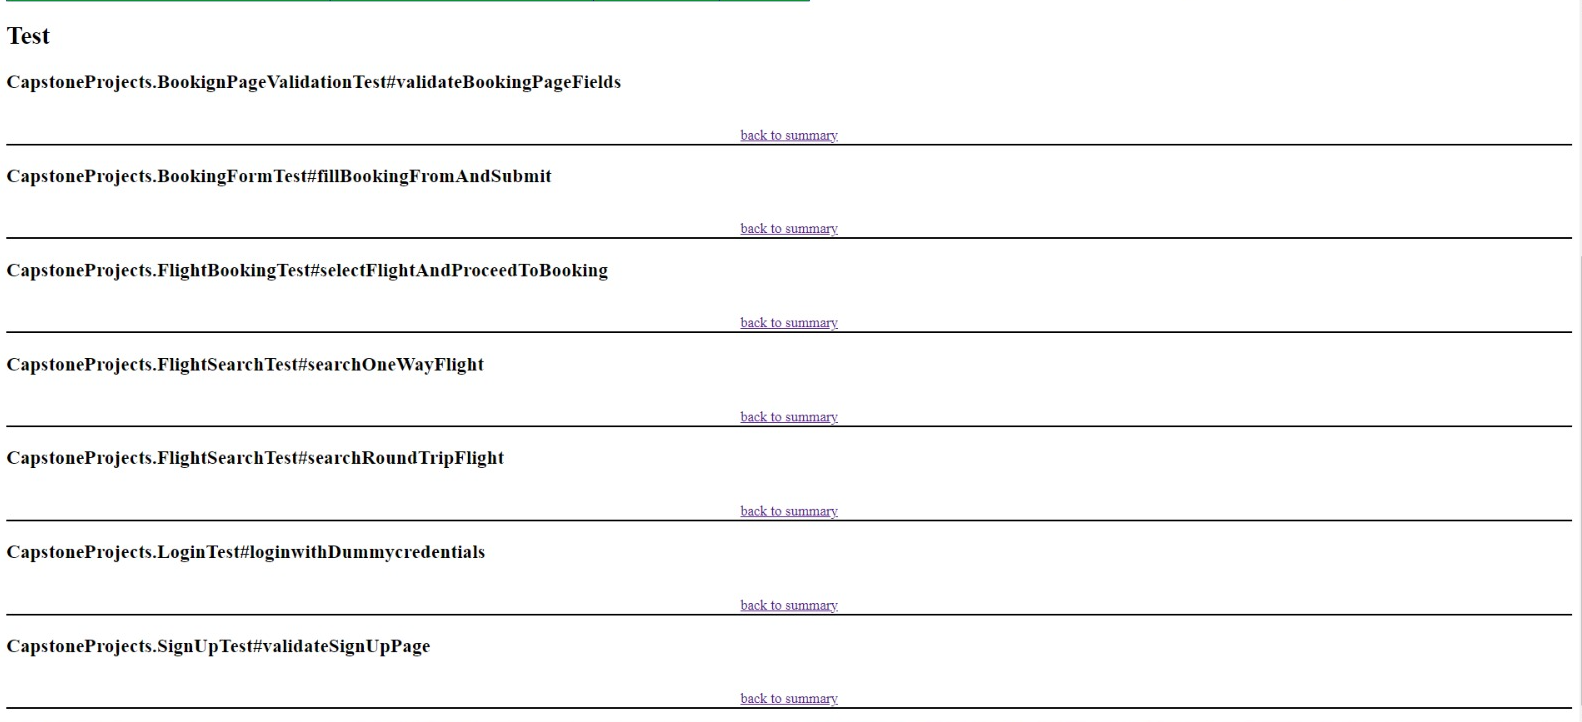 Test
CapstoneProjects.BookignPageValidationTest#validateBookingPageFields
back to summary
CapstoneProjects.BookingFormTest#fillBookingFromAndSubmit
back to summary
CapstoneProjects.FlightBookingTest#selectFlightAndProceedToBooking
back to summary
CapstoneProjects.FlightSearchTest#searchOneWayFlight
back to summary
CapstoneProjects.FlightSearchTest#searchRoundTripFlight
back to summary
CapstoneProjects.LoginTest#loginwithDummycredentials
back to summary
CapstoneProjects.SignUpTest#validateSignUpPage
back to summary